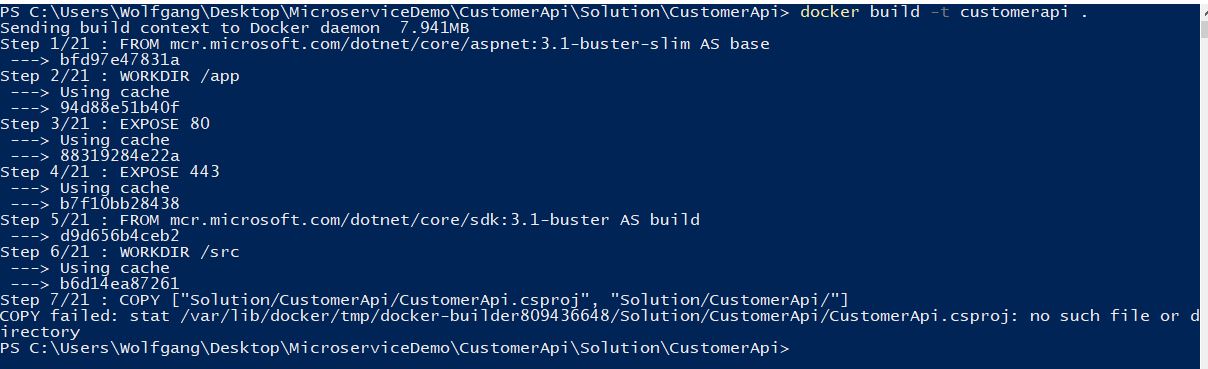 PS C:\Users\Wolfgang\Desktop\MicroserviceDemo\CustomerApi\Solution\CustomerApi> docker build -t customerapi .
Sending build context to Docker daemon  7.941MB
Step 1/21 : FROM mcr.microsoft.com/dotnet/core/aspnet:3.1-buster-slim AS base
 ---> bfd97e47831a
Step 2/21 : WORKDIR /app
 ---> Using cache
 ---> 94d88e51b40f
Step 3/21 : EXPOSE 80
 ---> Using cache
 ---> 88319284e22a
Step 4/21 : EXPOSE 443
 ---> Using cache
 ---> b7f10bb28438
Step 5/21 : FROM mcr.microsoft.com/dotnet/core/sdk:3.1-buster AS build
 ---> d9d656b4ceb2
Step 6/21 : WORKDIR /src
 ---> Using cache
 ---> b6d14ea87261
Step 7/21 : COPY ["Solution/CustomerApi/CustomerApi.csproj", "Solution/CustomerApi/"]
COPY failed: stat /var/lib/docker/tmp/docker-builder809436648/Solution/CustomerApi/CustomerApi.csproj: no such file or d
irectory
PS C:\Users\Wolfgang\Desktop\MicroserviceDemo\CustomerApi\Solution\CustomerApi>